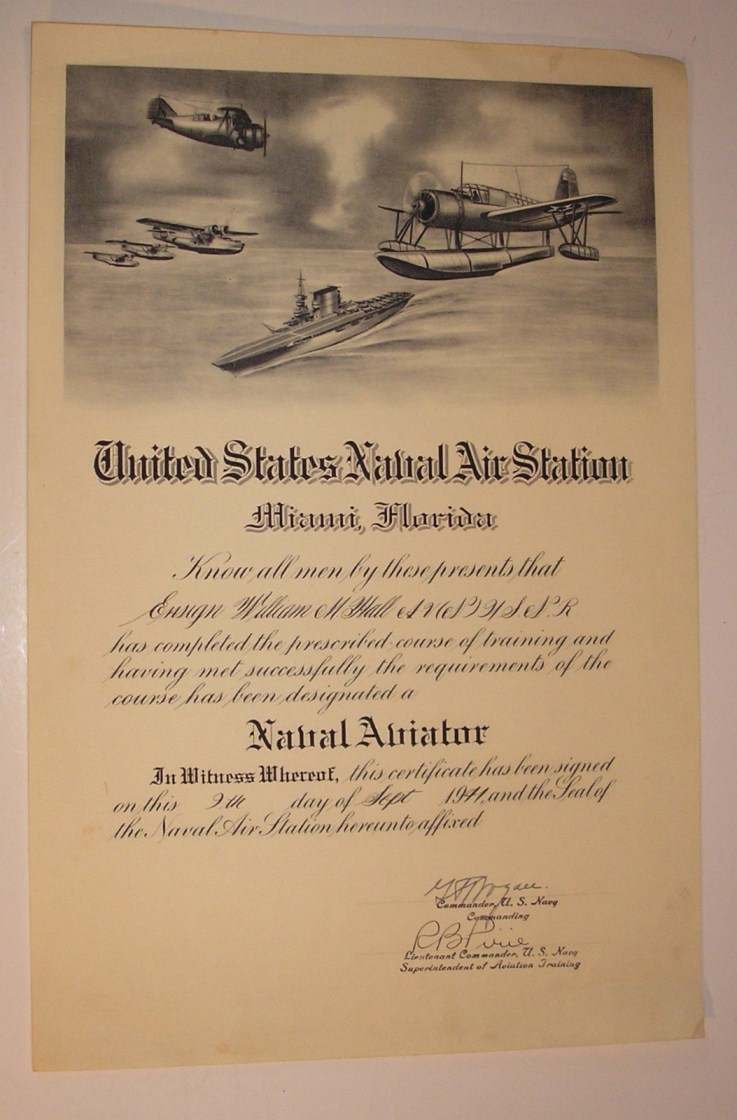 United States Naval Air Station
Miami, Florida
Know all men by these presents that
Ensign William M Hall A V(N) U S N R
has completed the prescribed course of training and
having met successfully the requirements of the
course has been designated a
Naval Aviator
In Witness Whereof, this certificate has been signed
on this 9th day of Sept 1941, and the Seal of
the Naval Air Station hereunto affixed
Commander, U. S. Navy
Commanding
R B Pirie
Lieutenant Commander, U. S. Navy
Superintendent of Aviation Training